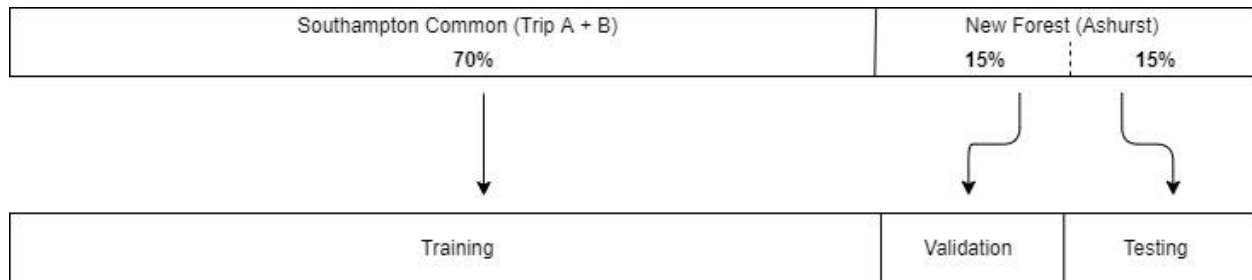 Southampton Common (Trip A + B)
70%
New Forest (Ashurst)
15%
15%
Training
Validation
Testing